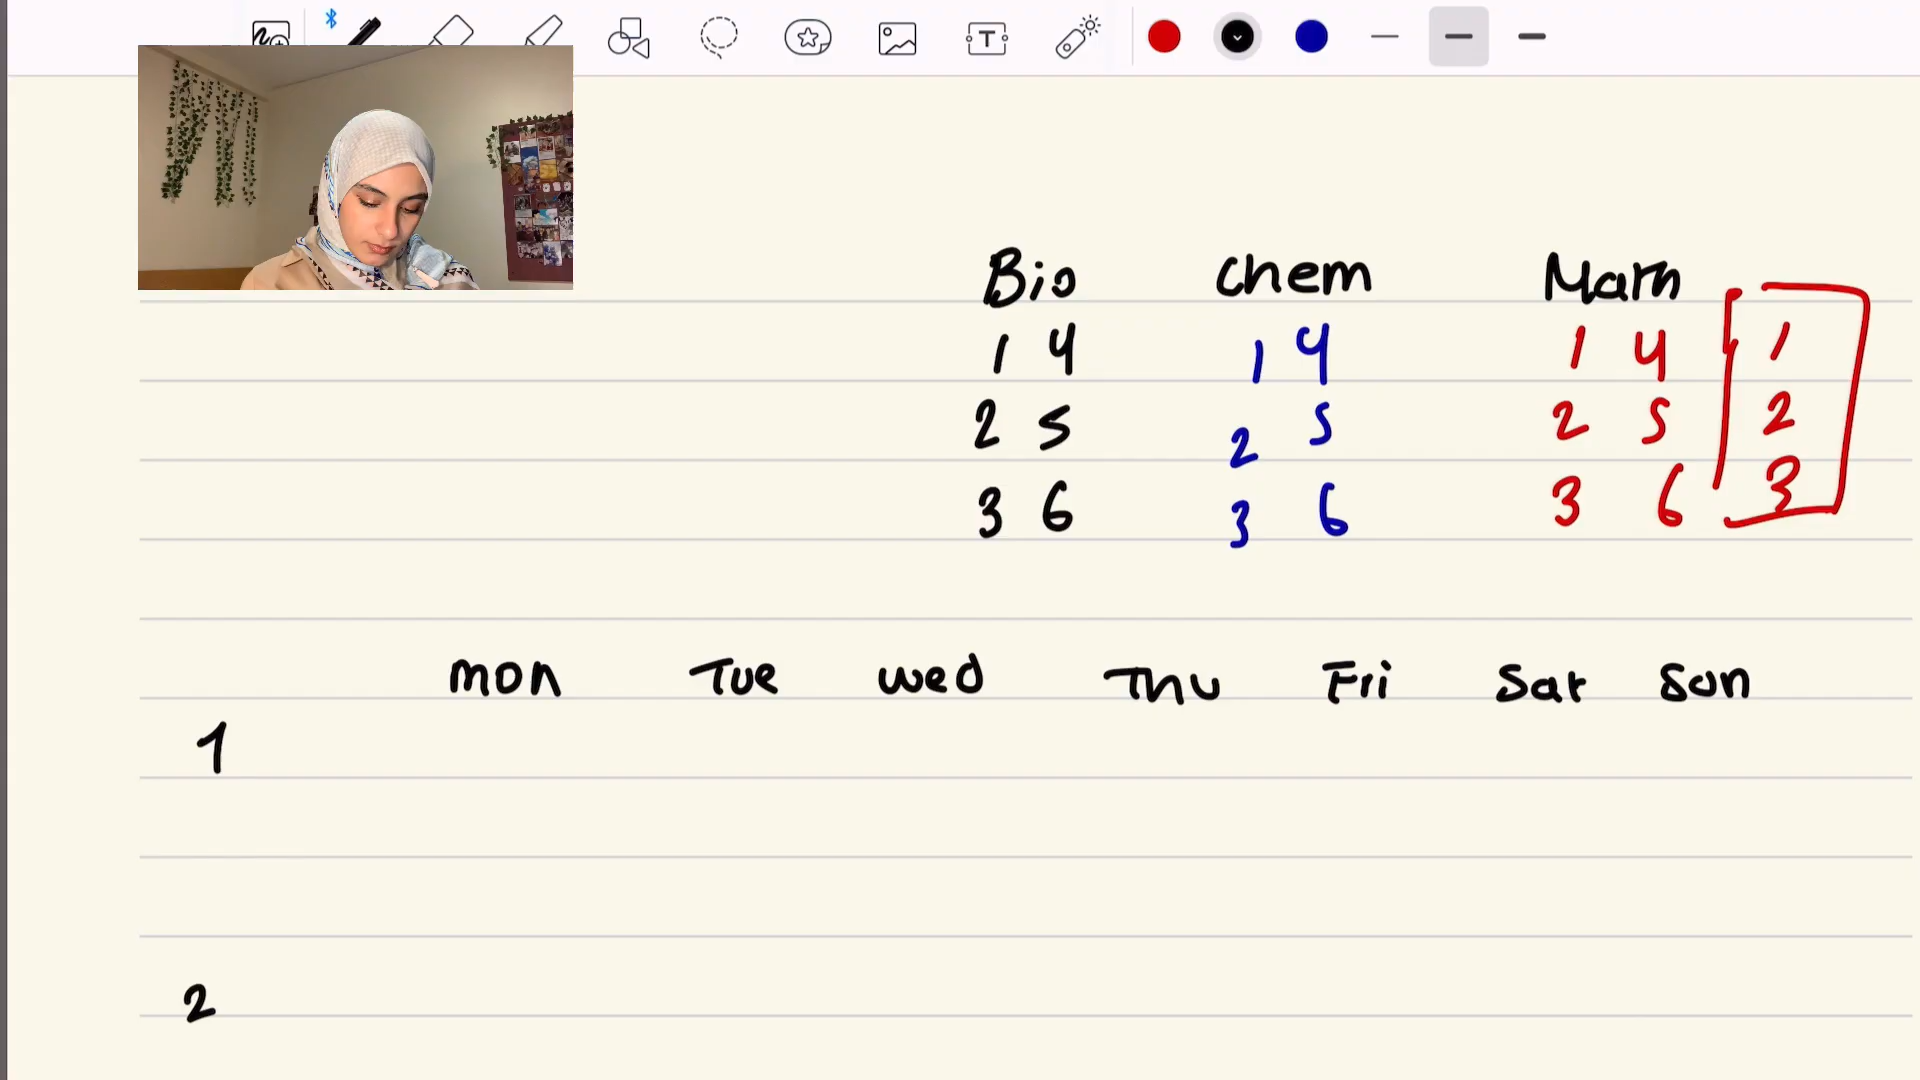 T
Bio chem Math
1 4 1 4 1 4 1
2 5 2 5 2 5 2
3 6 3 6 3 6 3
mon Tue wed Thu Fri Sat Sun
1
2